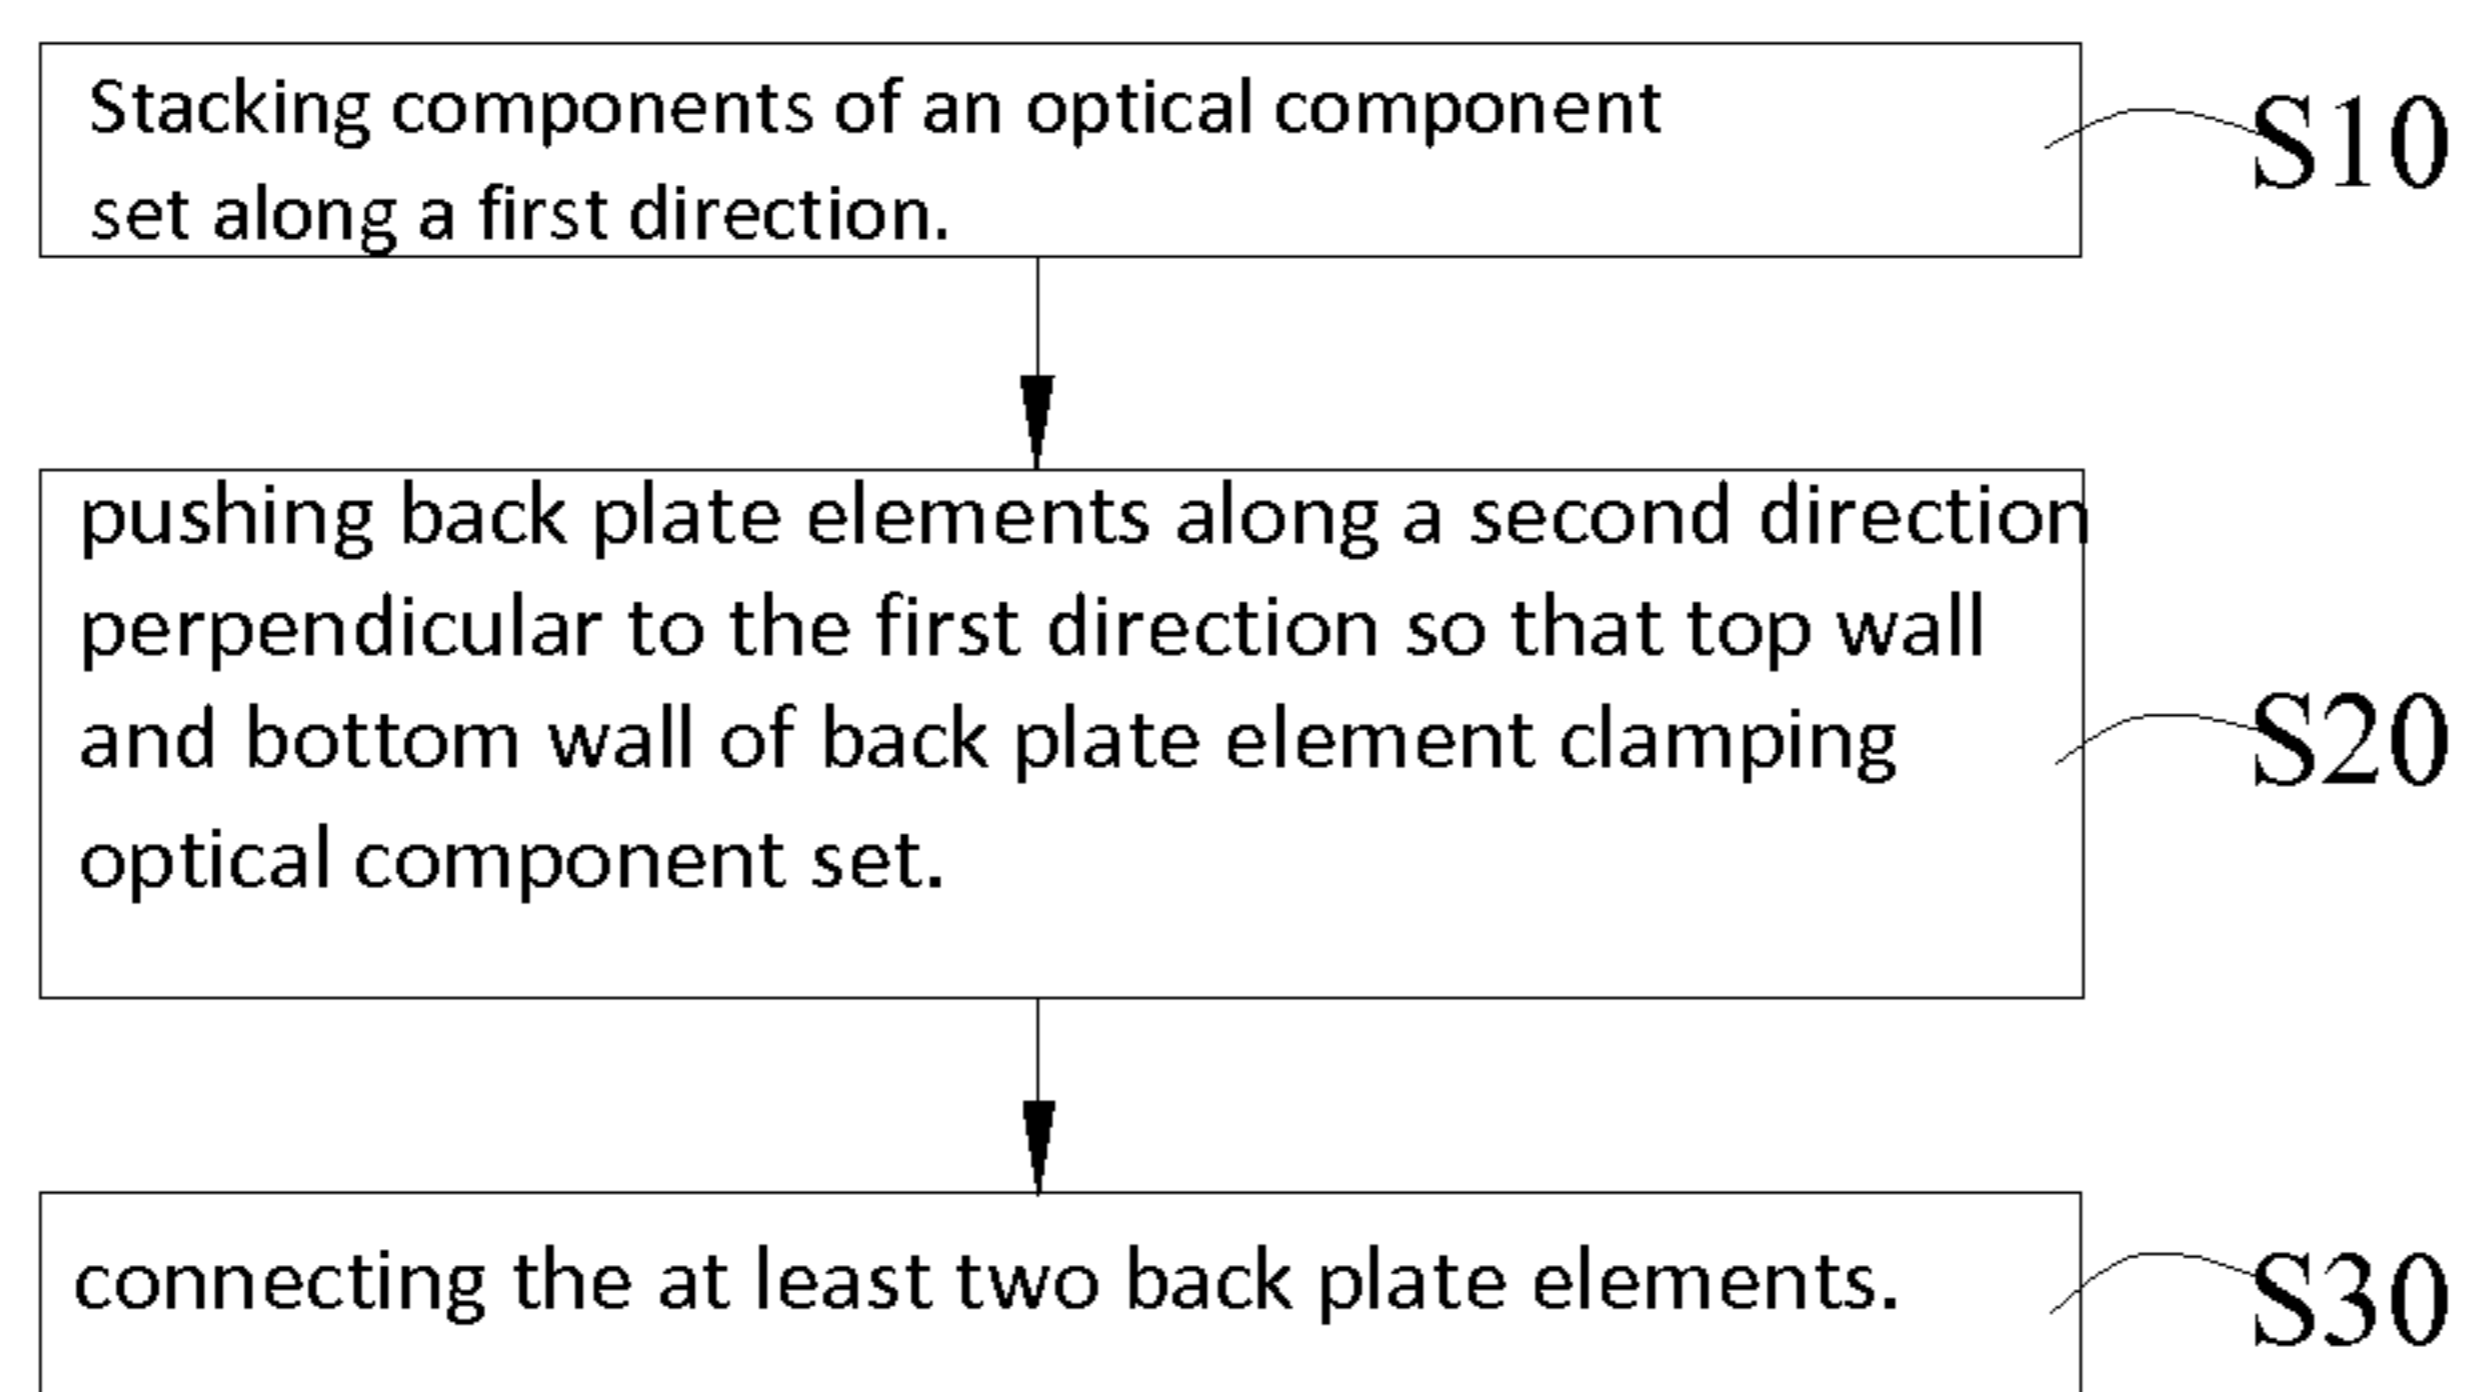 Stacking components of an optical component
set along a first direction.
S10
pushing back plate elements along a second direction
perpendicular to the first direction so that top wall
and bottom wall of back plate element clamping
optical component set.
S20
connecting the at least two back plate elements.
S30